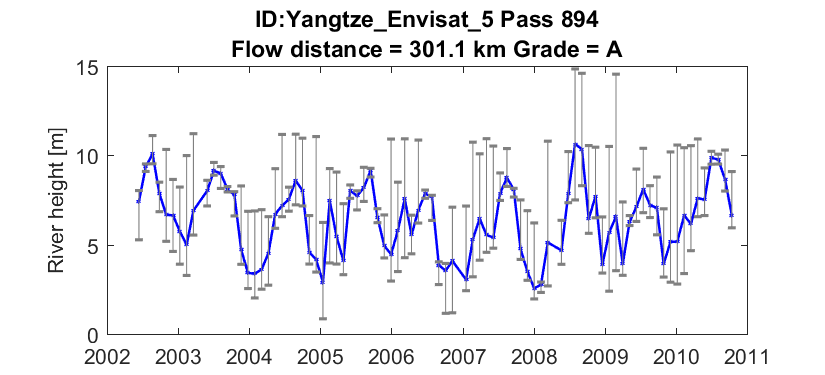 ID:Yangtze_Envisat_5 Pass 894
Flow distance = 301.1 km Grade = A
River height [m]
15
10
5
0
2002 2003 2004 2005 2006 2007 2008 2009 2010 2011